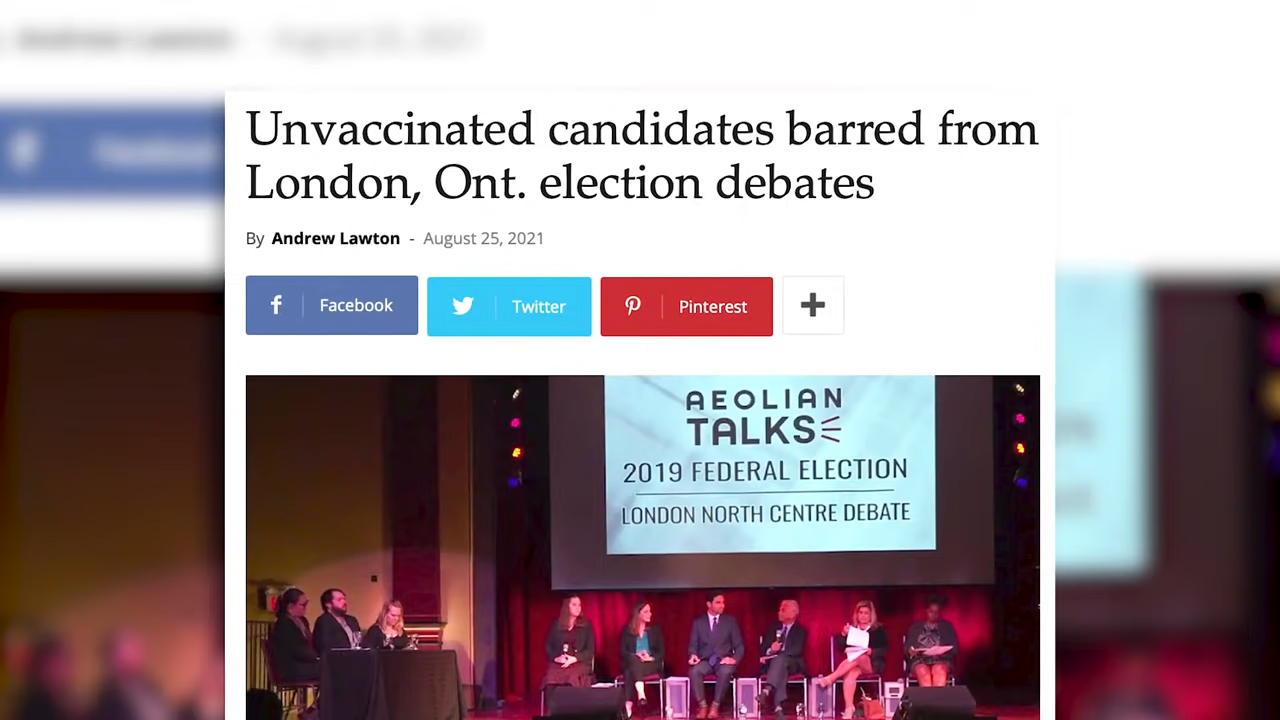 Unvaccinated candidates barred from
London, Ont. election debates
By Andrew Lawton - August 25, 2021
Facebook
Twitter
Pinterest
AEOLIAN
TALKS
2019 FEDERAL ELECTION
LONDON NORTH CENTRE DEBATE